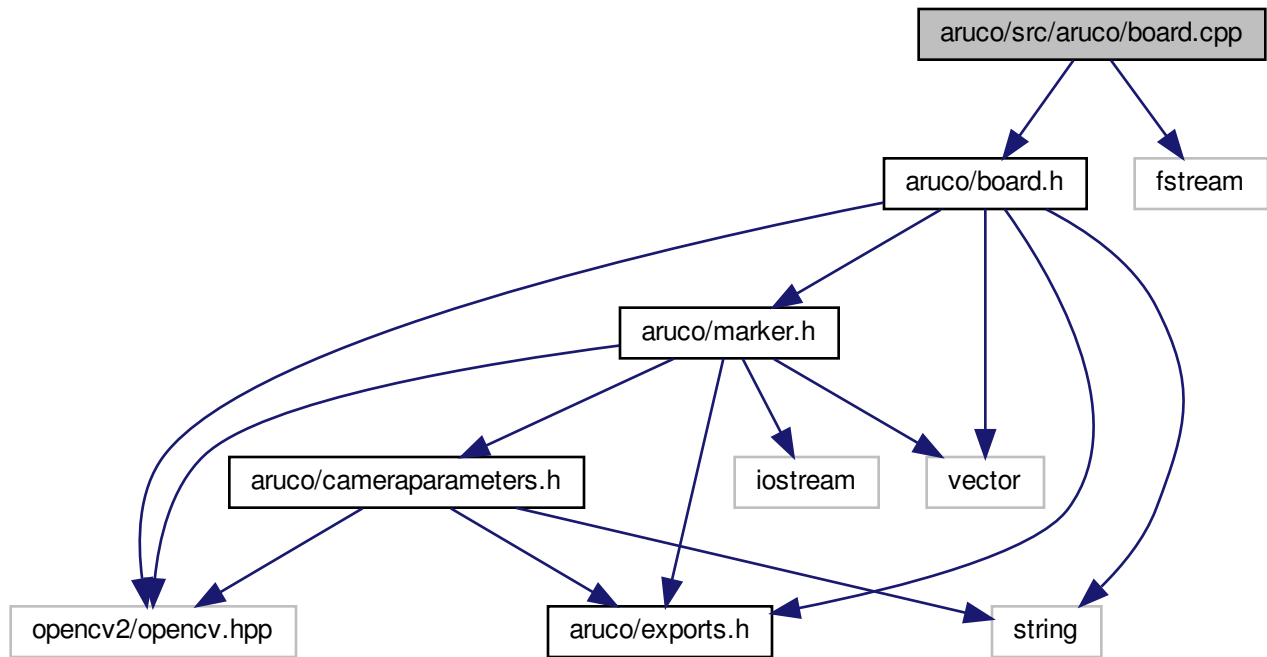 aruco/src/aruco/board.cpp
aruco/board.h
fstream
aruco/marker.h
aruco/cameraparameters.h
iostream
vector
opencv2/opencv.hpp
aruco/exports.h
string